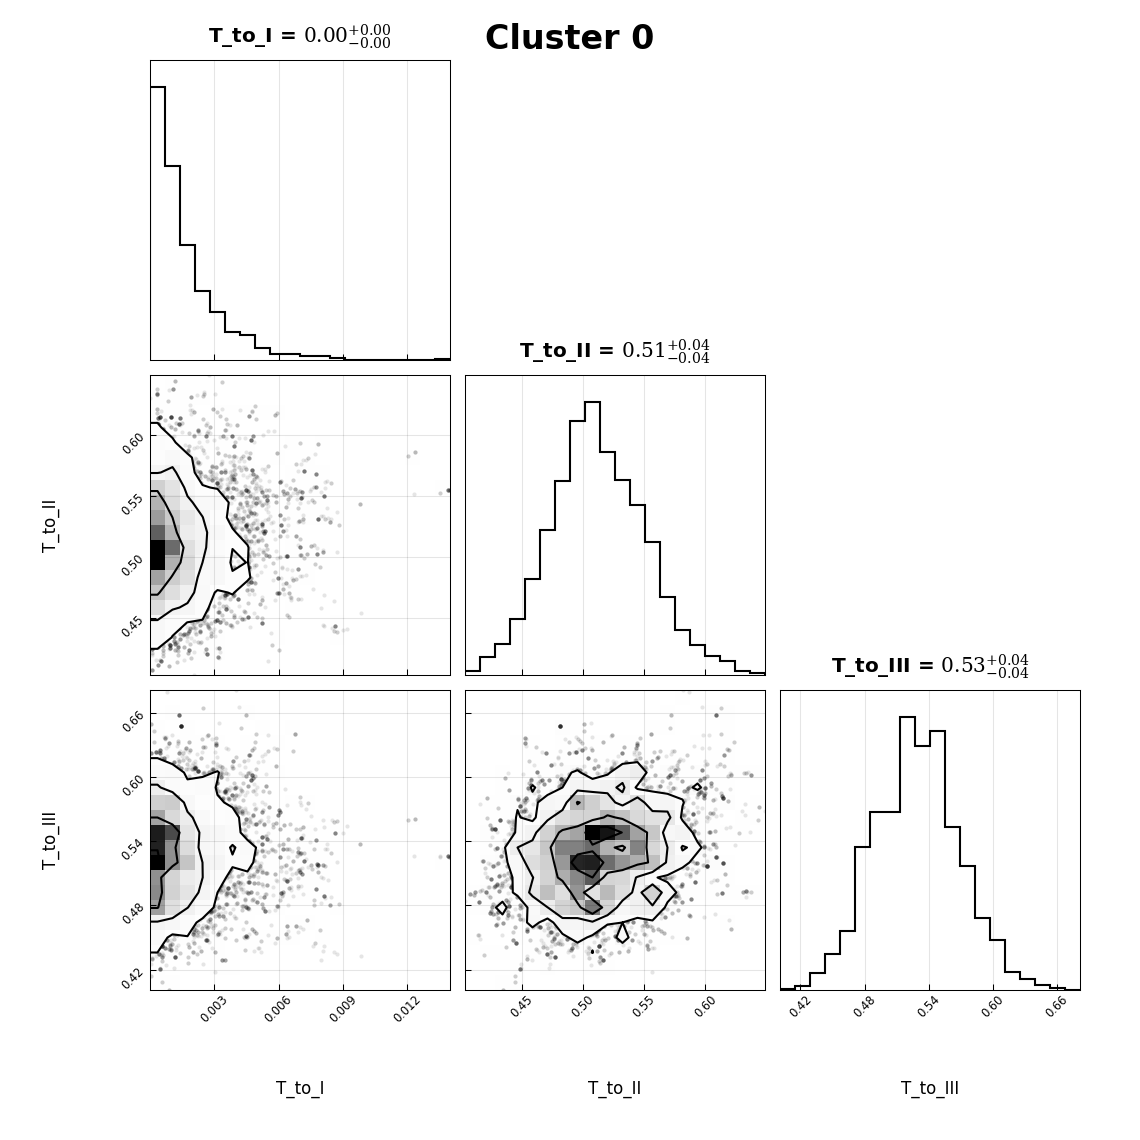 Cluster 0
T_to_I = 0.00+0.00−0.00
T_to_II = 0.51+0.04−0.04
T_to_II
0.60
0.55
0.50
0.45
T_to_III = 0.53+0.04−0.04
T_to_III
0.66
0.60
0.54
0.48
0.42
0.003 0.006 0.009 0.012 0.45 0.50 0.55 0.60 0.42 0.48 0.54 0.60 0.66
T_to_I T_to_II T_to_III